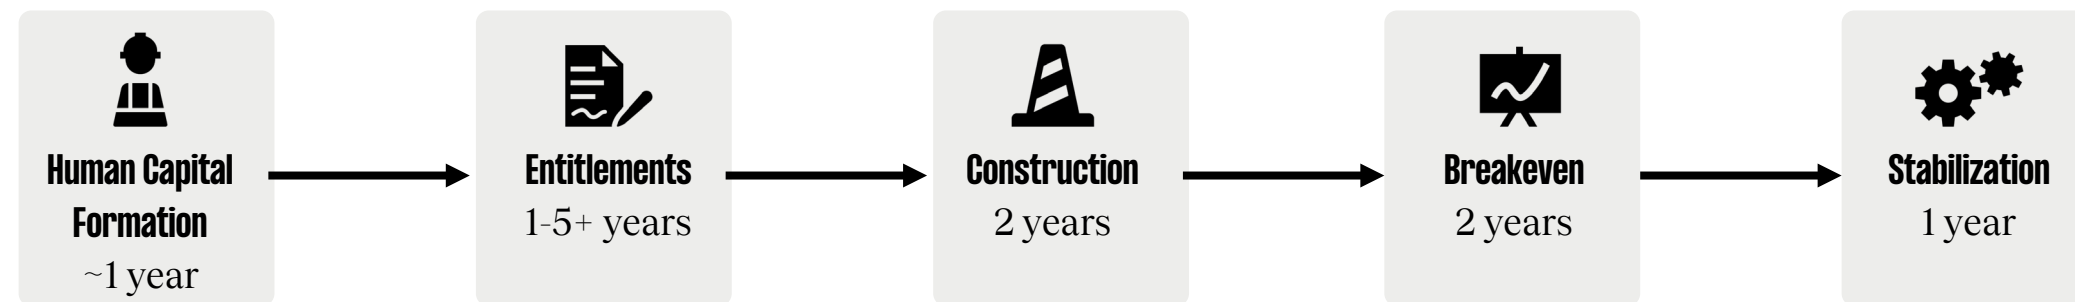 Human Capital
Formation
~1 year
Entitlements
1-5+ years
Construction
2 years
Breakeven
2 years
Stabilization
1 year